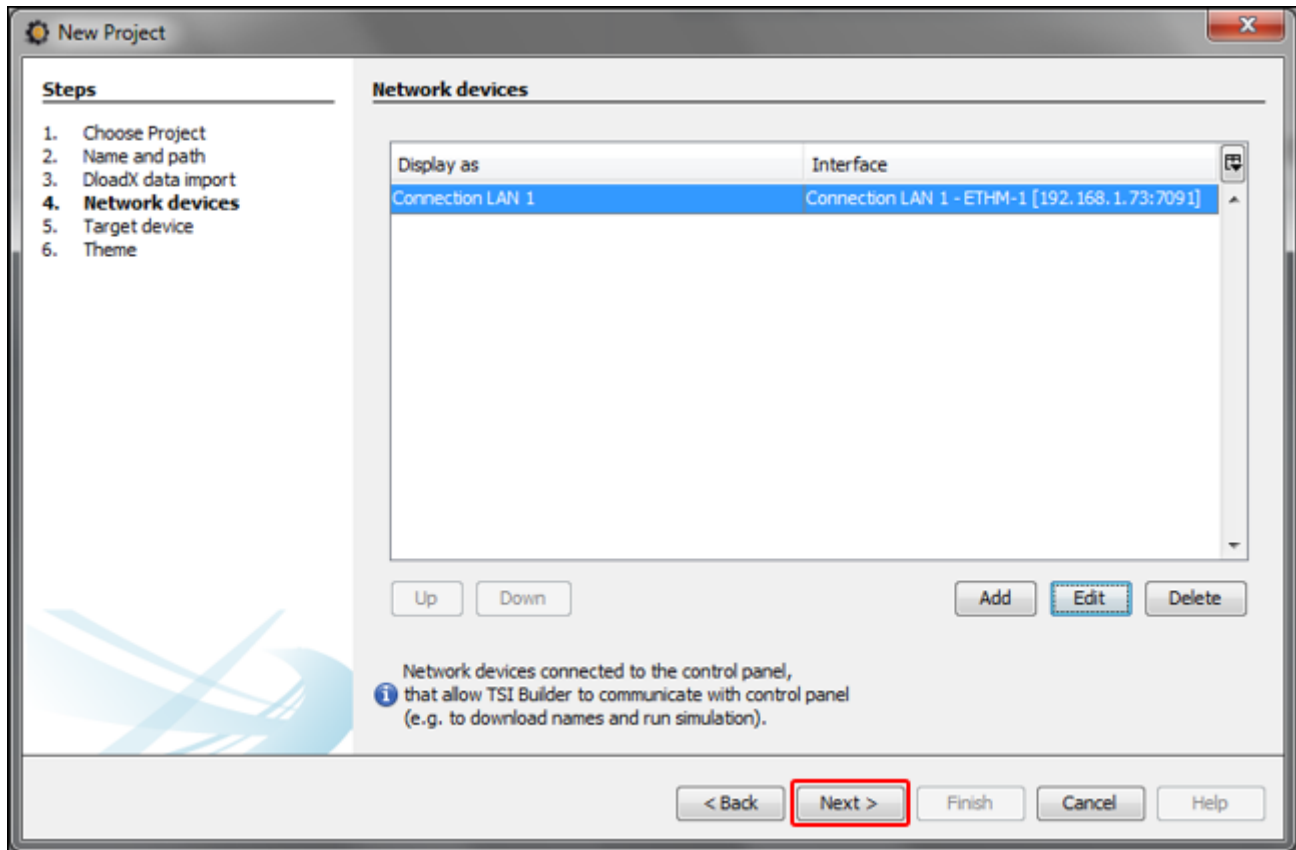 New Project
Steps
1. Choose Project
2. Name and path
3. DloadX data import
4. Network devices
5. Target device
6. Theme
Network devices
Display as Interface
Connection LAN 1 Connection LAN 1 - ETHM-1 [192.168.1.73:7091]
Up Down Add Edit Delete
Network devices connected to the control panel,
that allow TSI Builder to communicate with control panel
(e.g. to download names and run simulation).
< Back Next > Finish Cancel Help